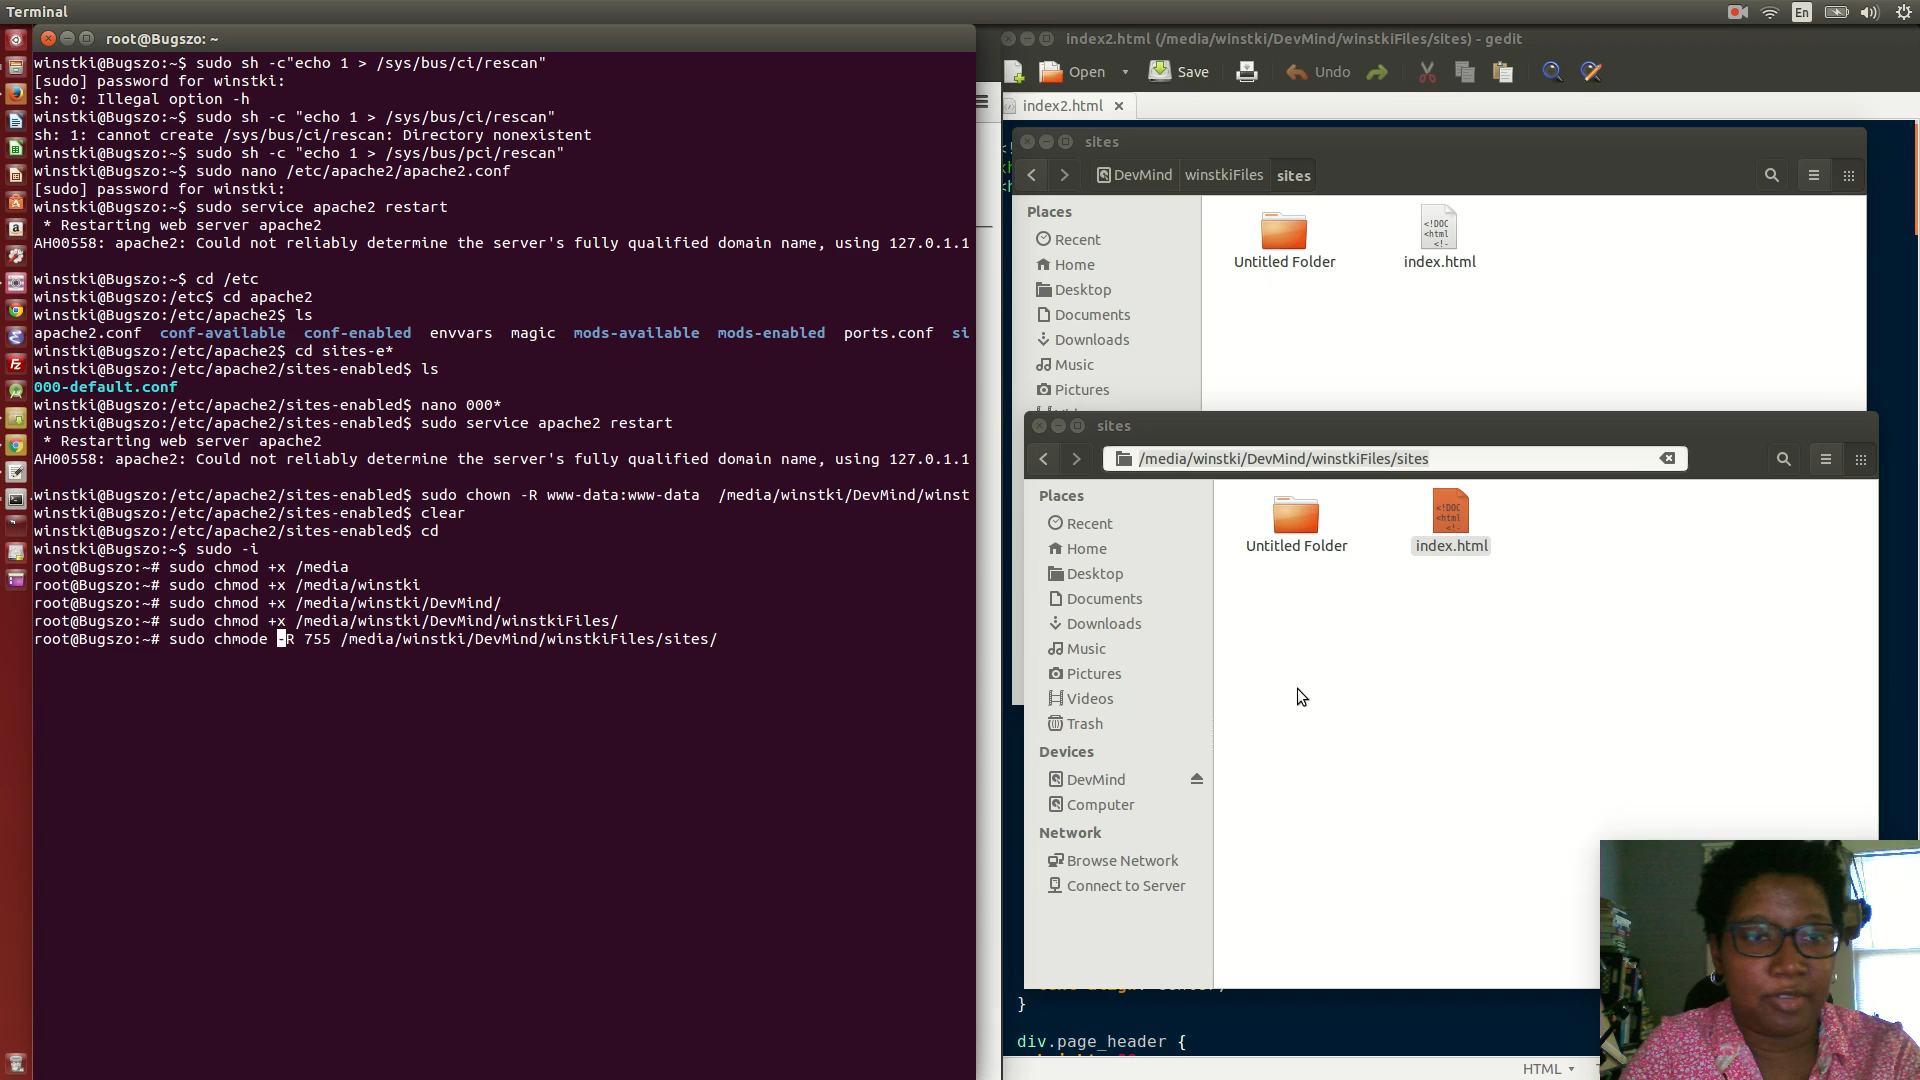 Terminal
En
root@Bugszo: ~
winstki@Bugszo:~$ sudo sh -c"echo 1 > /sys/bus/ci/rescan"
[sudo] password for winstki:
sh: 0: Illegal option -h
winstki@Bugszo:~$ sudo sh -c "echo 1 > /sys/bus/ci/rescan"
sh: 1: cannot create /sys/bus/ci/rescan: Directory nonexistent
winstki@Bugszo:~$ sudo sh -c "echo 1 > /sys/bus/pci/rescan"
winstki@Bugszo:~$ sudo nano /etc/apache2/apache2.conf
[sudo] password for winstki:
winstki@Bugszo:~$ sudo service apache2 restart
* Restarting web server apache2
AH00558: apache2: Could not reliably determine the server's fully qualified domain name, using 127.0.1.1
winstki@Bugszo:~$ cd /etc
winstki@Bugszo:/etc$ cd apache2
winstki@Bugszo:/etc/apache2$ ls
apache2.conf conf-available conf-enabled envvars magic mods-available mods-enabled ports.conf si
winstki@Bugszo:/etc/apache2$ cd sites-e*
winstki@Bugszo:/etc/apache2/sites-enabled$ ls
000-default.conf
winstki@Bugszo:/etc/apache2/sites-enabled$ nano 000*
winstki@Bugszo:/etc/apache2/sites-enabled$ sudo service apache2 restart
* Restarting web server apache2
AH00558: apache2: Could not reliably determine the server's fully qualified domain name, using 127.0.1.1
winstki@Bugszo:/etc/apache2/sites-enabled$ sudo chown -R www-data:www-data  /media/winstki/DevMind/winst
winstki@Bugszo:/etc/apache2/sites-enabled$ clear
winstki@Bugszo:/etc/apache2/sites-enabled$ cd
winstki@Bugszo:~$ sudo -i
root@Bugszo:~# sudo chmod +x /media
root@Bugszo:~# sudo chmod +x /media/winstki
root@Bugszo:~# sudo chmod +x /media/winstki/DevMind/
root@Bugszo:~# sudo chmod +x /media/winstki/DevMind/winstkiFiles/
root@Bugszo:~# sudo chmode -R 755 /media/winstki/DevMind/winstkiFiles/sites/
index2.html (/media/winstki/DevMind/winstkiFiles/sites) - gedit
Open Save Undo
index2.html
sites
DevMind winstkiFiles sites
Places
Recent
Home
Desktop
Documents
Downloads
Music
Pictures
Untitled Folder
index.html
sites
/media/winstki/DevMind/winstkiFiles/sites
Places
Recent
Home
Desktop
Documents
Downloads
Music
Pictures
Videos
Trash
Devices
DevMind
Computer
Network
Browse Network
Connect to Server
Untitled Folder
index.html
}
div.page_header {
HTML